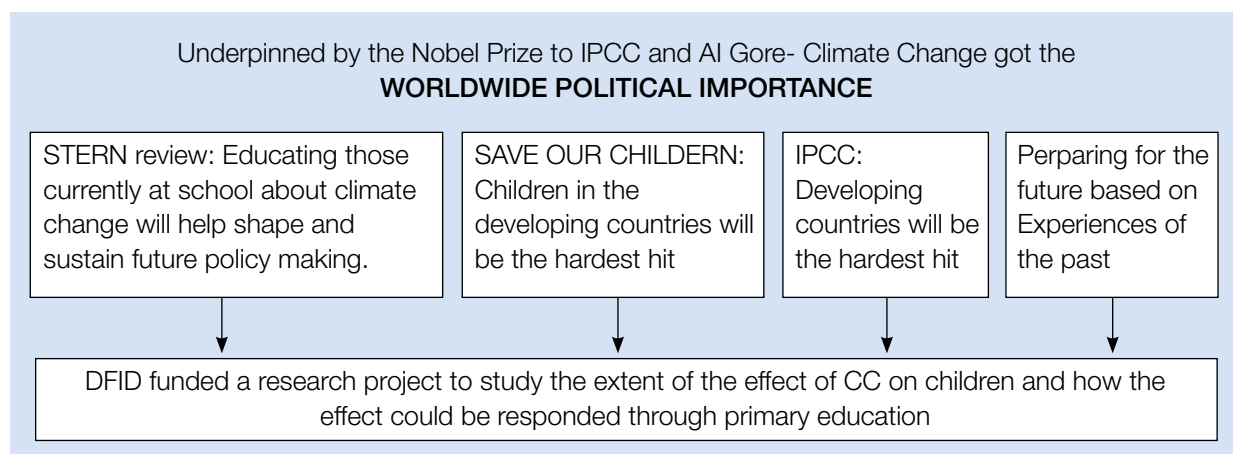 Underpinned by the Nobel Prize to IPCC and AI Gore- Climate Change got the
WORLDWIDE POLITICAL IMPORTANCE
STERN review: Educating those
currently at school about climate
change will help shape and
sustain future policy making.
SAVE OUR CHILDERN:
Children in the
developing countries will
be the hardest hit
IPCC:
Developing
countries will be
the hardest hit
Perparing for the
future based on
Experiences of
the past
DFID funded a research project to study the extent of the effect of CC on children and how the
effect could be responded through primary education